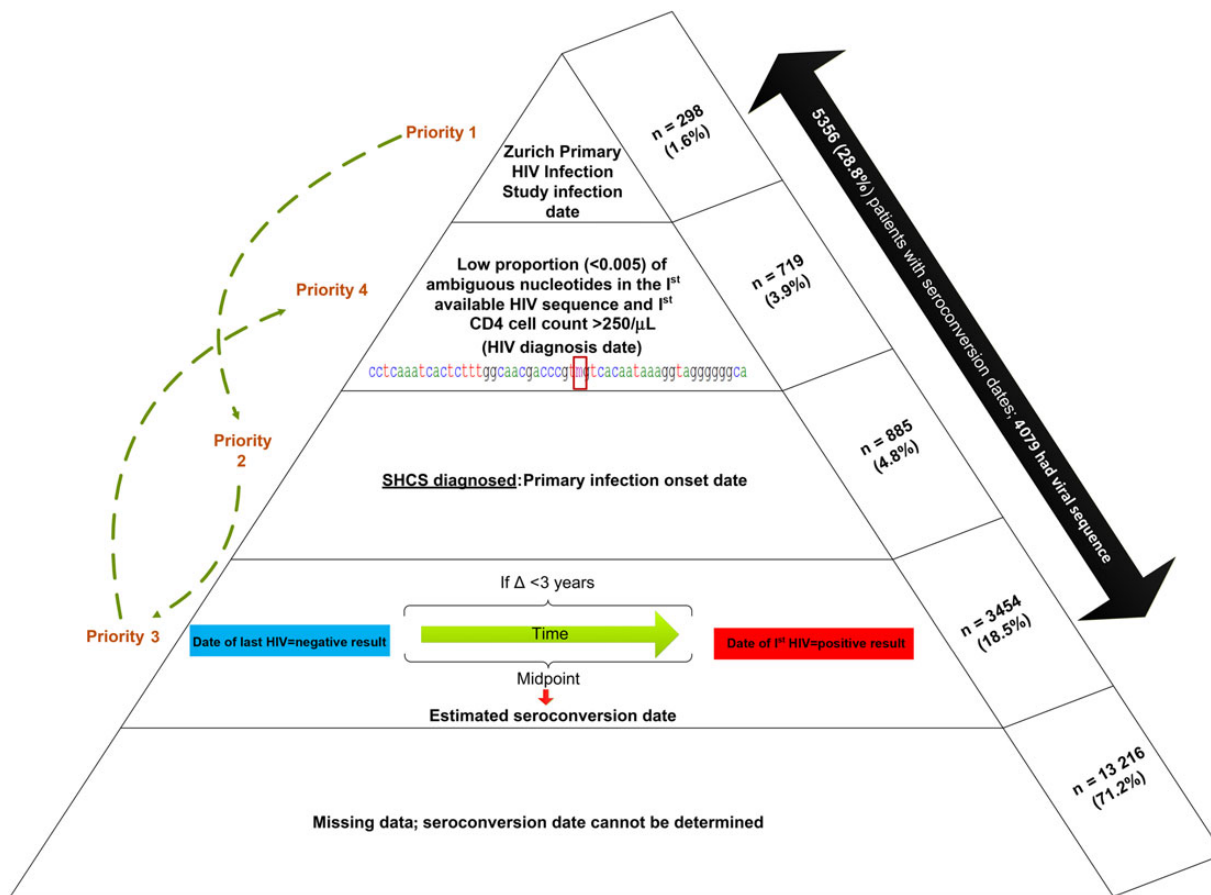 Priority 1
Zurich Primary
HIV Infection
Study infection
date
n = 298
(1.6%)
Priority 4
Low proportion (<0.005) of
ambiguous nucleotides in the Iˢᵗ
available HIV sequence and Iˢᵗ
CD4 cell count >250/μL
(HIV diagnosis date)
cctcaaatcactctttggcaacgacccgtmgtcacaataaaggtaggggggca
n = 719
(3.9%)
Priority
2
SHCS diagnosed:Primary infection onset date
n = 885
(4.8%)
Priority 3
If Δ <3 years
Date of last HIV=negative result
Time
Date of Iˢᵗ HIV=positive result
Midpoint
Estimated seroconversion date
n = 3454
(18.5%)
Missing data; seroconversion date cannot be determined
n = 13 216
(71.2%)
5356 (28.8%) patients with seroconversion dates; 4079 had viral sequence